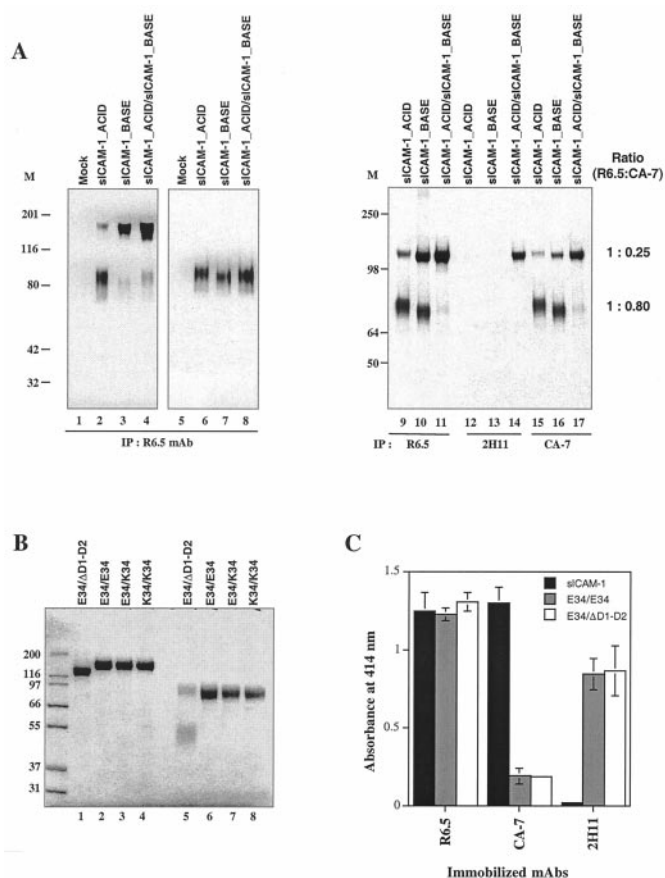 A
M
Mock
sICAM-1_ACID
sICAM-1_BASE
sICAM-1_ACID/sICAM-1_BASE
Mock
sICAM-1_ACID
sICAM-1_BASE
sICAM-1_ACID/sICAM-1_BASE
201
116
80
42
32
1 2 3 4 5 6 7 8
IP : R6.5 mAb
M
sICAM-1_ACID
sICAM-1_BASE
sICAM-1_ACID/sICAM-1_BASE
sICAM-1_ACID
sICAM-1_BASE
sICAM-1_ACID/sICAM-1_BASE
sICAM-1_ACID
sICAM-1_BASE
sICAM-1_ACID/sICAM-1_BASE
Ratio
(R6.5:CA-7)
250
98
64
50
1 : 0.25
1 : 0.80
9 10 11 12 13 14 15 16 17
IP : R6.5 2H11 CA-7
B
E34/ΔD1-D2
E34/E34
E34/K34
K34/K34
E34/ΔD1-D2
E34/E34
E34/K34
K34/K34
200
116
97
66
55
37
31
1 2 3 4 5 6 7 8
C
Absorbance at 414 nm
1.5
1
0.5
0
sICAM-1
E34/E34
E34/ΔD1-D2
R6.5
CA-7
2H11
Immobilized mAbs